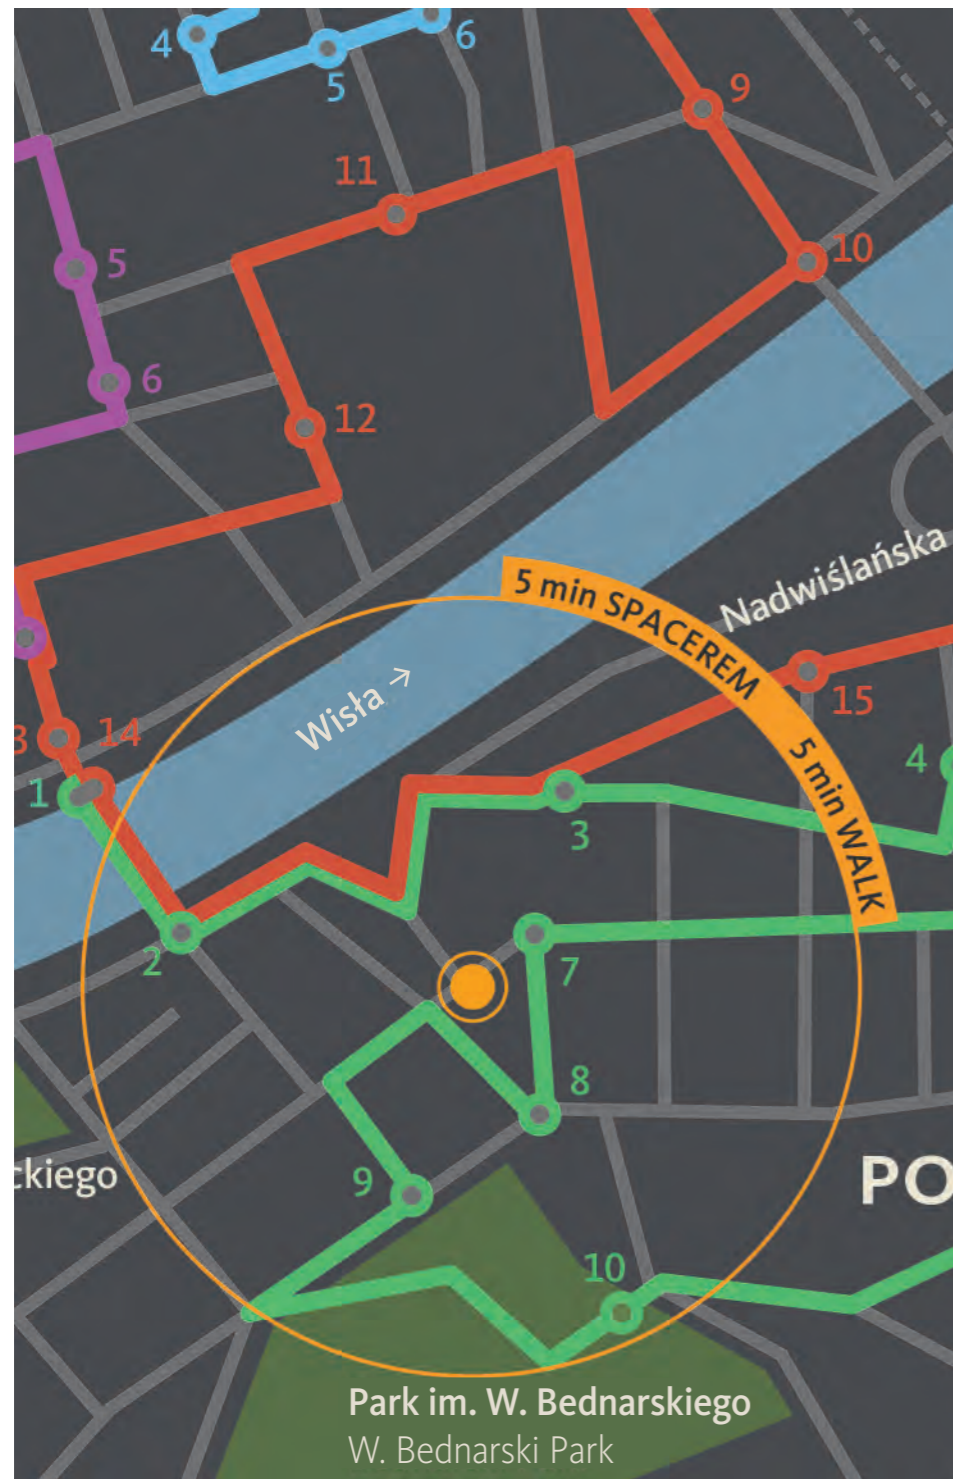 4
5
6
9
11
10
5
6
12
Nadwiślańska
5 min SPACEREM
5 min WALK
Wisła →
15
14
3
1
4
3
2
7
8
9
10
ckiego
PO
Park im. W. Bednarskiego
W. Bednarski Park